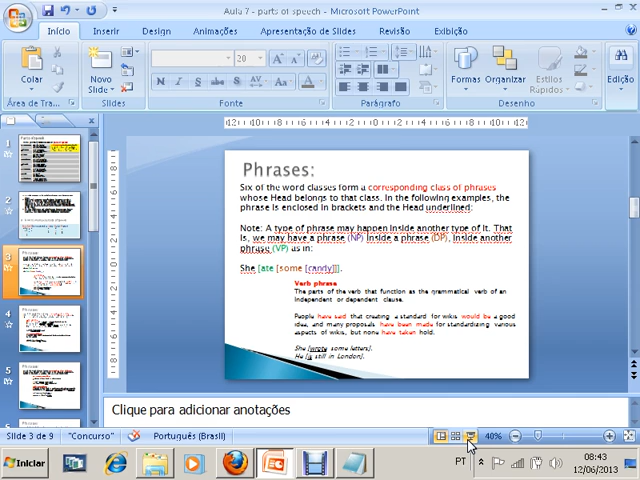 Aula 7 - parts of speech - Microsoft PowerPoint
Início Inserir Design Animações Apresentação de Slides Revisão Exibição
Colar
Novo Slide
20
Formas Organizar Estilos Rápidos
Edição
Área de Tra... Slides Fonte Parágrafo Desenho
1
2
3
4
5
Phrases:
Six of the word classes form a corresponding class of phrases
whose Head belongs to that class. In the following examples, the
phrase is enclosed in brackets and the Head underlined:
Note: A type of phrase may happen inside another type of it. That
is, we may have a phrase (NP) inside a phrase (DP), inside another
phrase (VP) as in:
She [ate [some [candy]]].
Verb phrase
The parts of the verb that function as the grammatical verb of an
independent or dependent clause.
People have said that creating a standard for wikis would be a good
idea, and many proposals have been made for standardizing various
aspects of wikis, but none have taken hold.
She [wrote some letters].
He [is still in London].
Clique para adicionar anotações
Slide 3 de 9 "Concurso" Português (Brasil) 40%
Iniciar PT 08:43
12/06/2013